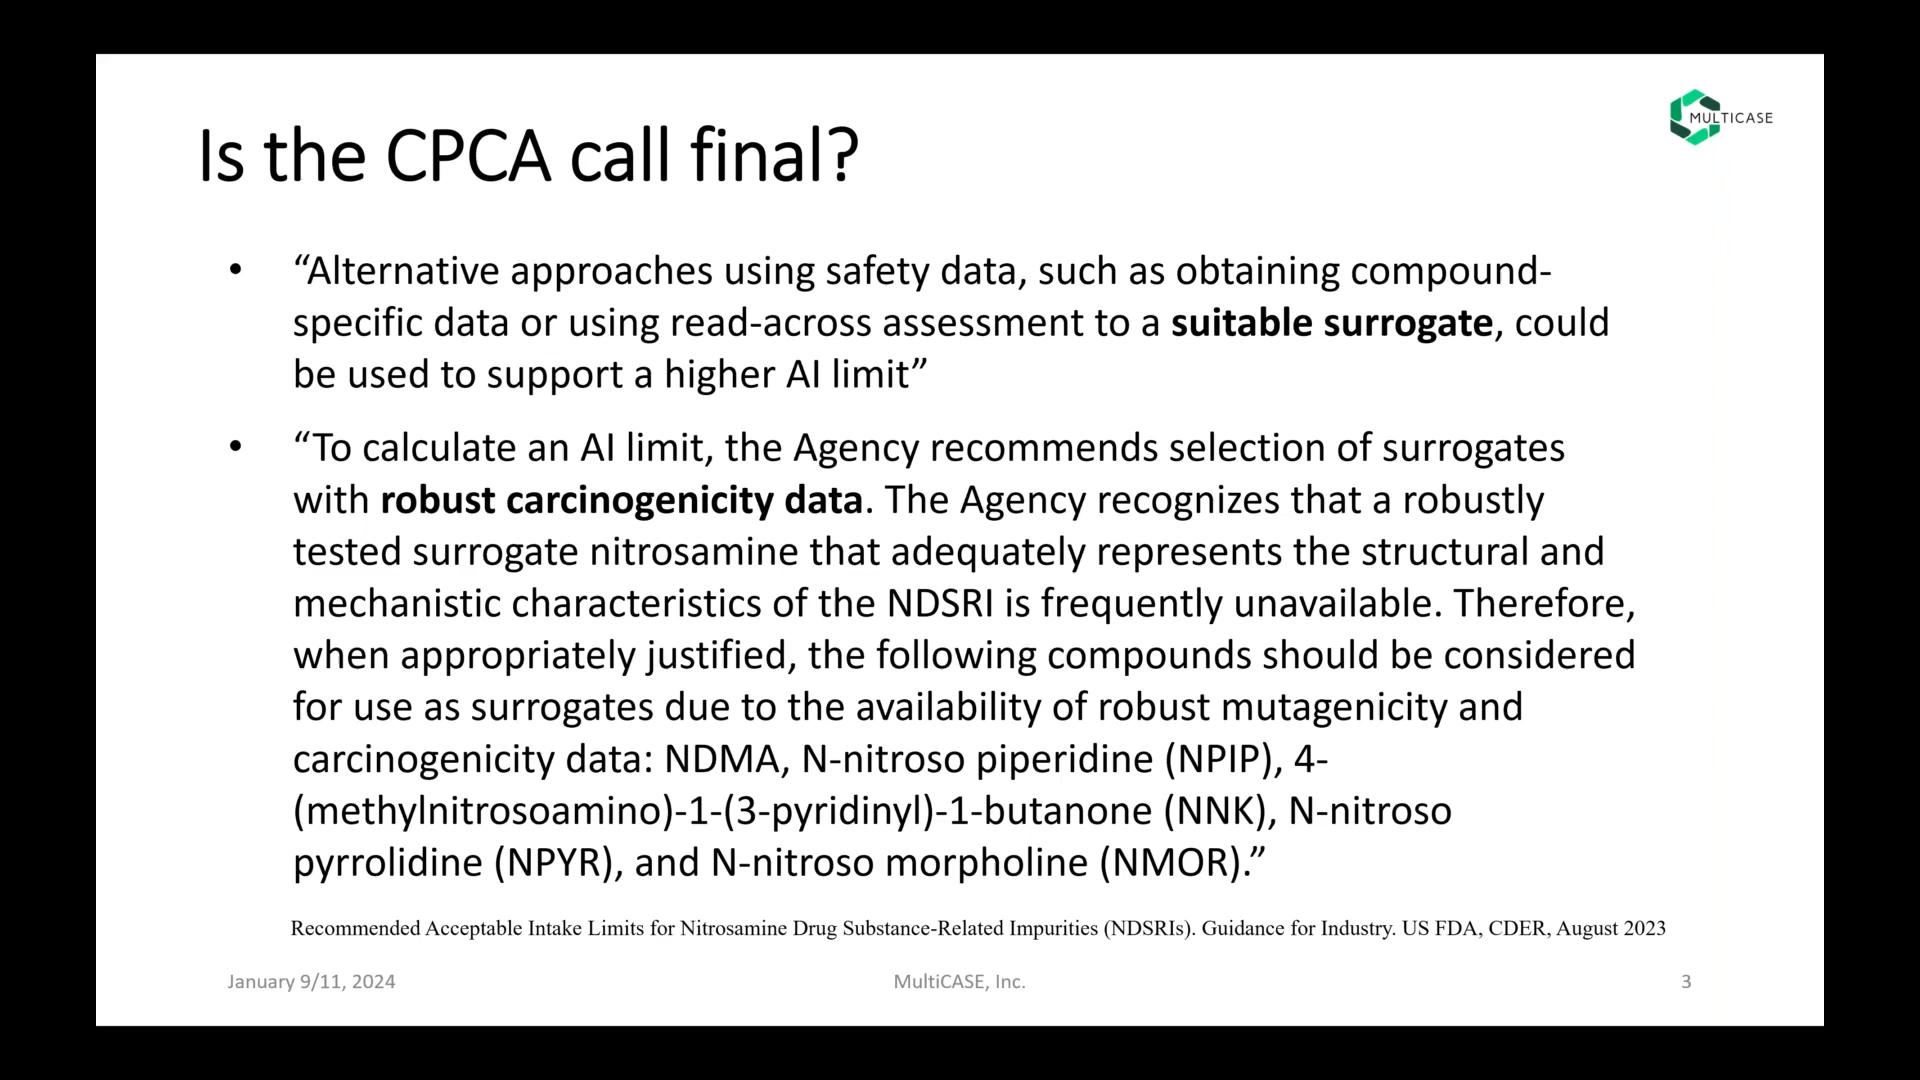 MULTICASE
Is the CPCA call final?
• “Alternative approaches using safety data, such as obtaining compound-
specific data or using read-across assessment to a suitable surrogate, could
be used to support a higher AI limit”
• “To calculate an AI limit, the Agency recommends selection of surrogates
with robust carcinogenicity data. The Agency recognizes that a robustly
tested surrogate nitrosamine that adequately represents the structural and
mechanistic characteristics of the NDSRI is frequently unavailable. Therefore,
when appropriately justified, the following compounds should be considered
for use as surrogates due to the availability of robust mutagenicity and
carcinogenicity data: NDMA, N-nitroso piperidine (NPIP), 4-
(methylnitrosoamino)-1-(3-pyridinyl)-1-butanone (NNK), N-nitroso
pyrrolidine (NPYR), and N-nitroso morpholine (NMOR).”
Recommended Acceptable Intake Limits for Nitrosamine Drug Substance-Related Impurities (NDSRIs). Guidance for Industry. US FDA, CDER, August 2023
January 9/11, 2024
MultiCASE, Inc.
3